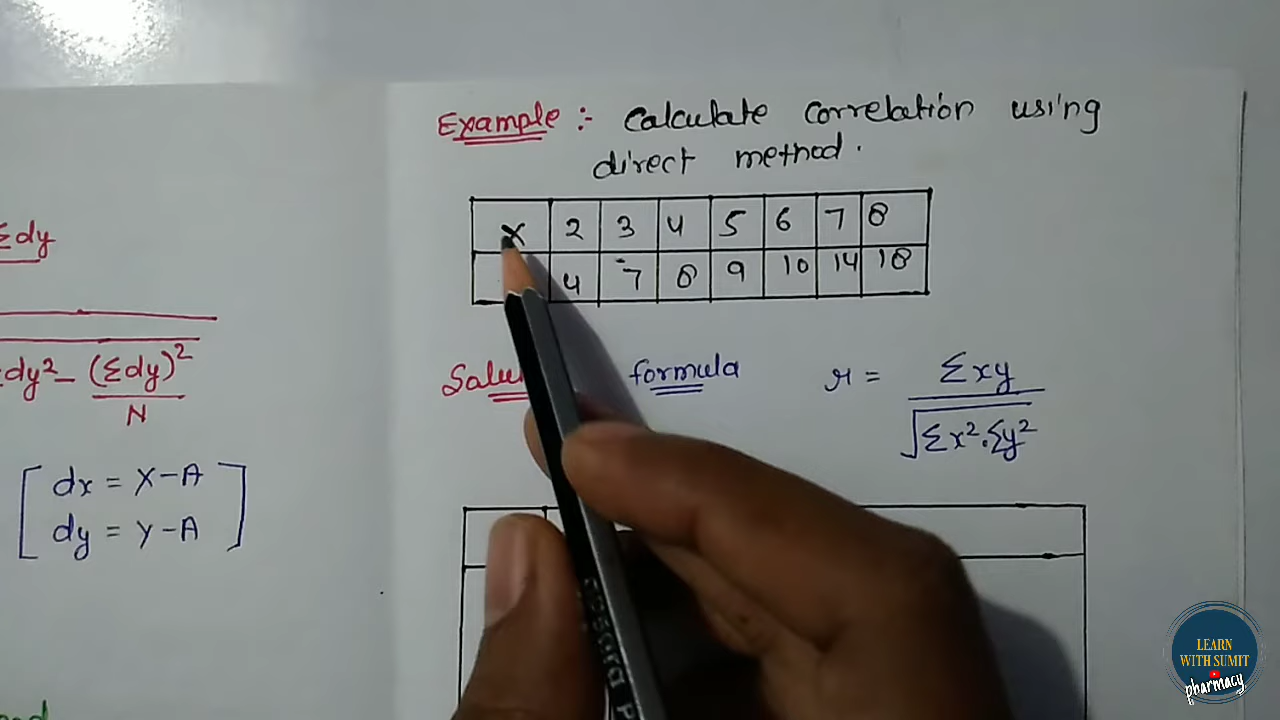 Example :- Calculate correlation using
direct method.
X 2 3 4 5 6 7 8
4 7 8 9 10 14 18
Σdy
dy² - (Σdy)²
N
[ dx = X-A
dy = Y-A ]
formula r = Σxy
√Σx².Σy²
LEARN
WITH SUMIT
pharmacy